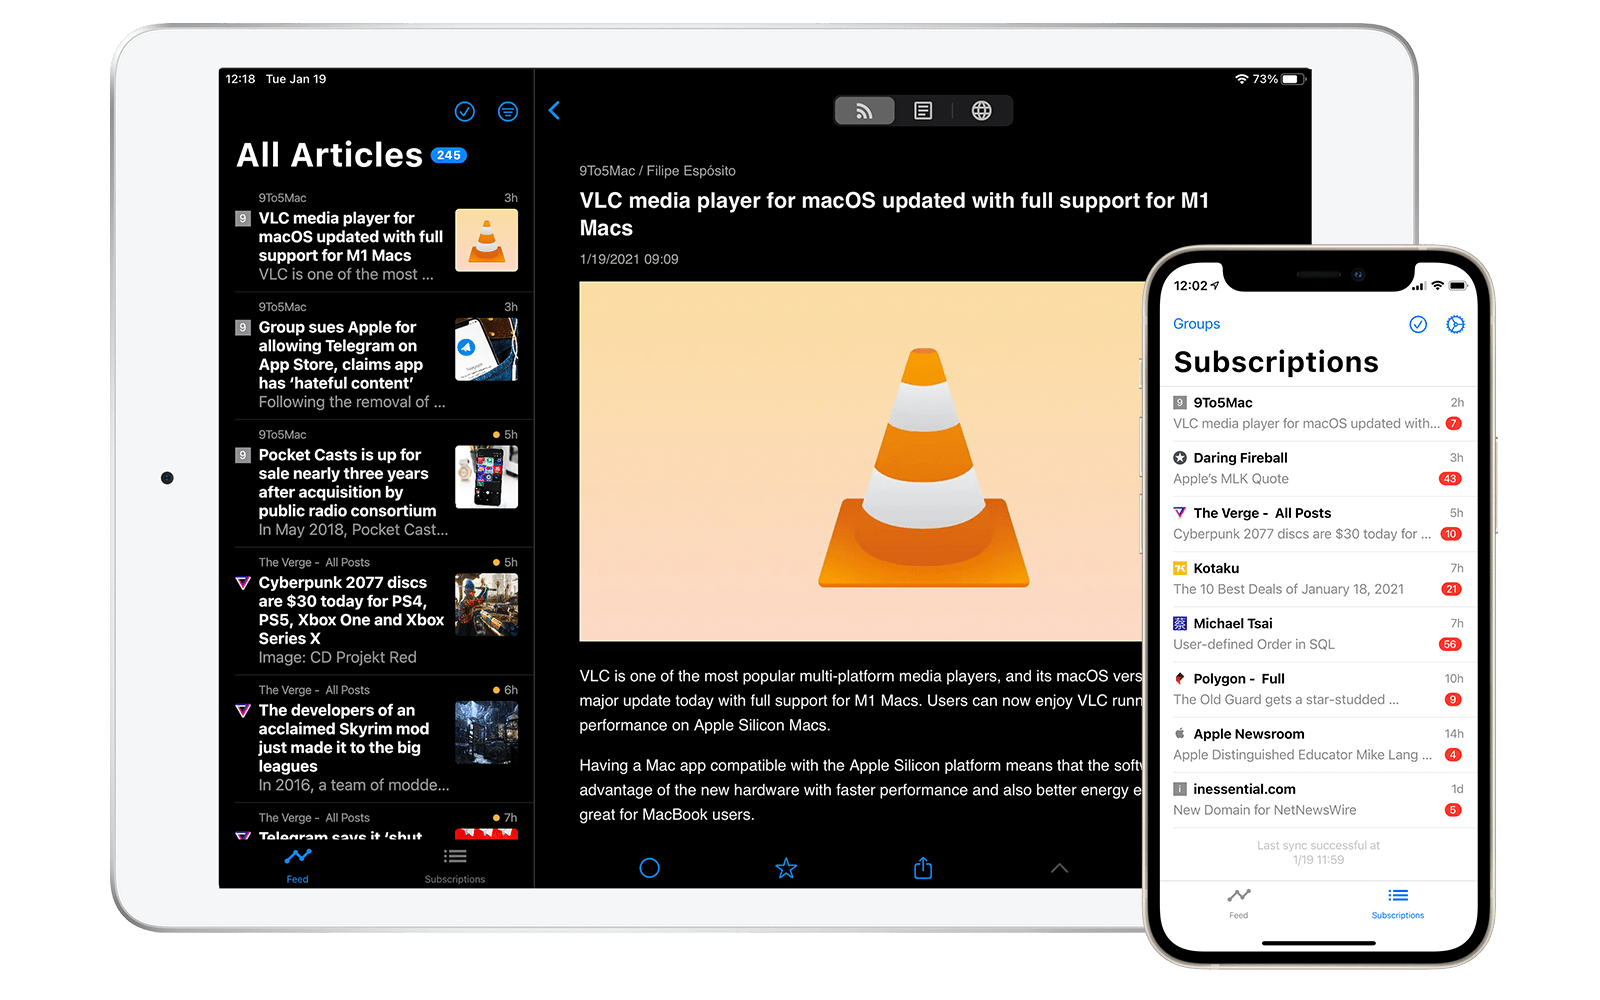 12:18 Tue Jan 19
73%
All Articles 245
9To5Mac 3h
9 VLC media player for
macOS updated with full
support for M1 Macs
VLC is one of the most ...
9To5Mac 3h
9 Group sues Apple for
allowing Telegram on
App Store, claims app
has ‘hateful content’
Following the removal of ...
9To5Mac 5h
9 Pocket Casts is up for
sale nearly three years
after acquisition by
public radio consortium
In May 2018, Pocket Cast...
The Verge - All Posts 5h
Cyberpunk 2077 discs
are $30 today for PS4,
PS5, Xbox One and Xbox
Series X
Image: CD Projekt Red
The Verge - All Posts 6h
The developers of an
acclaimed Skyrim mod
just made it to the big
leagues
In 2016, a team of modde...
The Verge - All Posts 7h
Telegram says it ‘shut
Feed
Subscriptions
9To5Mac / Filipe Espósito
VLC media player for macOS updated with full support for M1
Macs
1/19/2021 09:09
VLC is one of the most popular multi-platform media players, and its macOS vers
major update today with full support for M1 Macs. Users can now enjoy VLC runn
performance on Apple Silicon Macs.
Having a Mac app compatible with the Apple Silicon platform means that the soft
advantage of the new hardware with faster performance and also better energy e
great for MacBook users.
12:02
Groups
Subscriptions
9 9To5Mac 2h
VLC media player for macOS updated with... 7
Daring Fireball 3h
Apple’s MLK Quote 43
The Verge - All Posts 5h
Cyberpunk 2077 discs are $30 today for ... 10
Kotaku 7h
The 10 Best Deals of January 18, 2021 21
Michael Tsai 7h
User-defined Order in SQL 56
Polygon - Full 10h
The Old Guard gets a star-studded ... 9
Apple Newsroom 14h
Apple Distinguished Educator Mike Lang ... 4
i inessential.com 1d
New Domain for NetNewsWire 5
Last sync successful at
1/19 11:59
Feed
Subscriptions